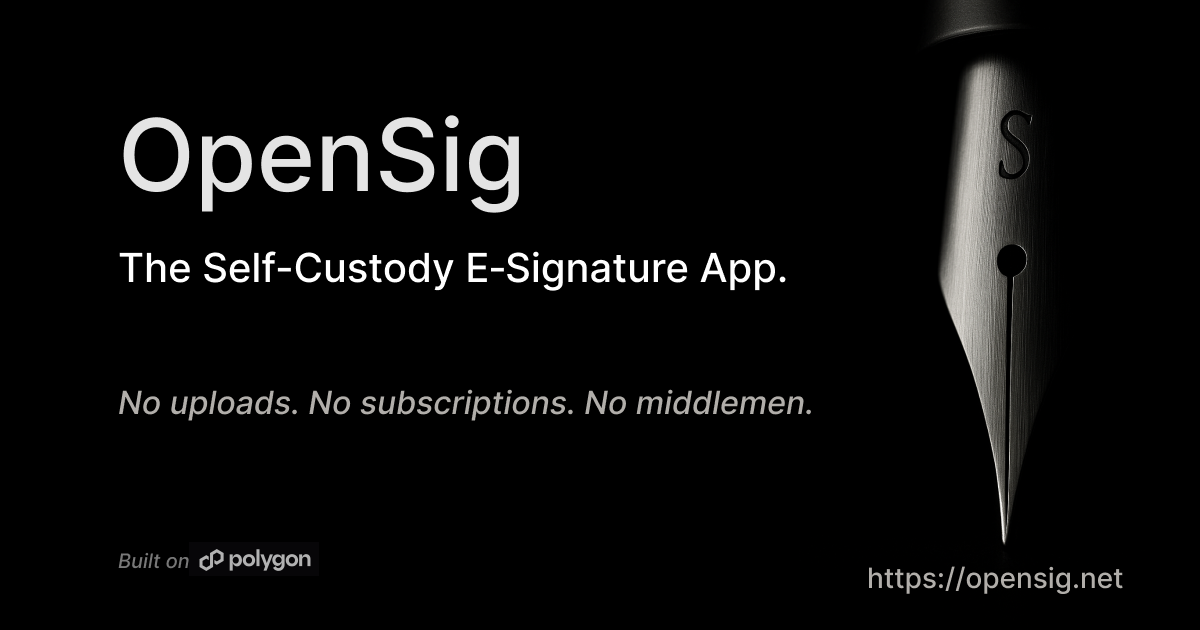 OpenSig
The Self-Custody E-Signature App.
No uploads. No subscriptions. No middlemen.
Built on polygon
https://opensig.net
S